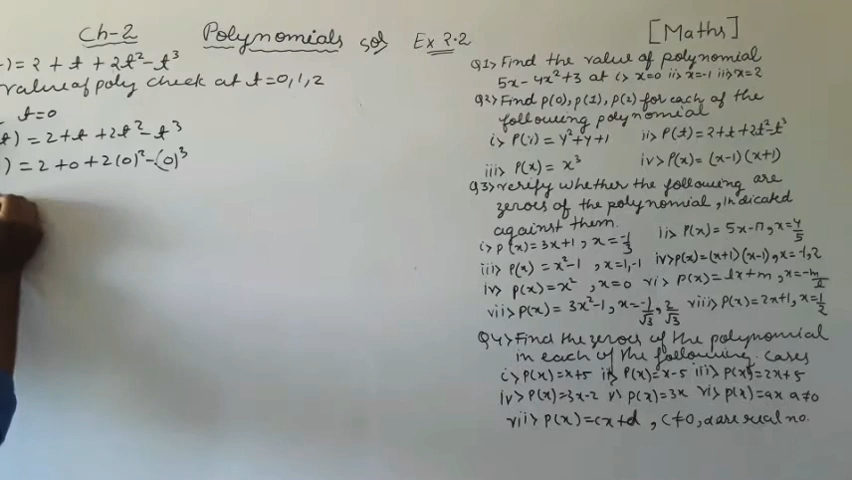 Ch-2 Polynomials sol Ex 2.2 [Maths]
) = 2 + t + 2t² - t³
value of poly check at t=0,1,2
t=0
t) = 2+t +2t²-t³
) = 2 +0 +2(0)²-(0)³
Q1> Find the value of polynomial
5x-4x²+3 at i> x=0 ii> x=-1 iii> x=2
Q2> Find p(0), p(1), p(2) for each of the
following polynomial
i> P(y) = y²+y+1 ii> P(t)=2+t+2t²-t³
iii> P(x) = x³ iv> P(x)= (x-1)(x+1)
Q3> verify whether the following are
zeroes of the polynomial, indicated
against them.
i> p(x)=3x+1, x=-1/3 ii> P(x)= 5x-π, x=4/5
iii> P(x) = x²-1, x=1,-1 iv> p(x)=(x+1)(x-2), x=-1,2
iv> p(x)=x², x=0 vi> p(x)=lx+m, x=-m/l
vii> P(x)= 3x²-1, x=-1/√3, 2/√3 viii> P(x)=2x+1, x=1/2
Q4> Find the zeroes of the polynomial
in each of the following cases
i> P(x)=x+5 ii> P(x)=x-5 iii> P(x)=2x+5
iv> P(x)=3x-2 v> p(x)=3x vi> p(x)=ax a≠0
vii> p(x)=cx+d, c≠0, d are real no.